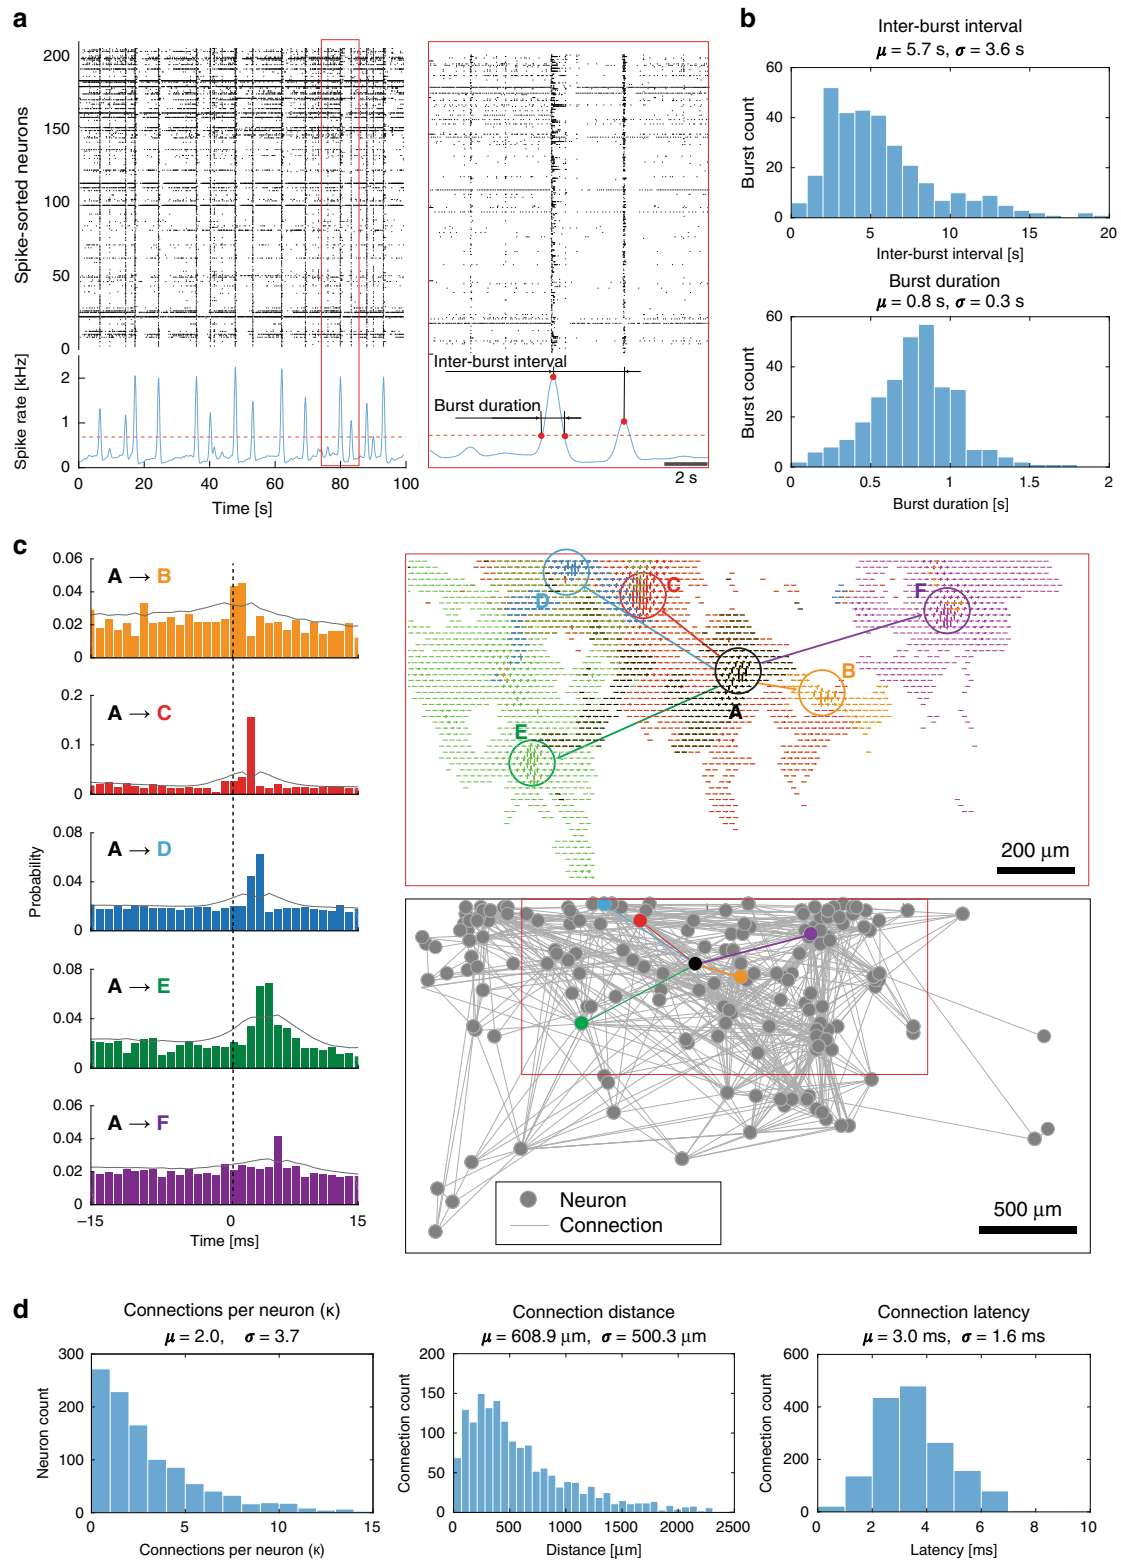 a
Spike-sorted neurons
200
150
100
50
0
Spike rate [kHz]
2
1
0
0 20 40 60 80 100
Time [s]
Inter-burst interval
Burst duration
2 s
b
Inter-burst interval
μ = 5.7 s, σ = 3.6 s
Burst count
60
40
20
0
0 5 10 15 20
Inter-burst interval [s]
Burst duration
μ = 0.8 s, σ = 0.3 s
Burst count
60
40
20
0
0 0.5 1 1.5 2
Burst duration [s]
c
Probability
A → B
0.06
0.04
0.02
0
A → C
0.2
0.1
0
A → D
0.08
0.04
0
A → E
0.08
0.04
0
A → F
0.06
0.04
0.02
0
−15 0 15
Time [ms]
D
C
F
B
A
E
200 μm
Neuron
Connection
500 μm
d
Connections per neuron (κ)
μ = 2.0, σ = 3.7
Neuron count
300
200
100
0
0 5 10 15
Connections per neuron (κ)
Connection distance
μ = 608.9 μm, σ = 500.3 μm
Connection count
200
150
100
50
0
0 500 1000 1500 2000 2500
Distance [μm]
Connection latency
μ = 3.0 ms, σ = 1.6 ms
Connection count
600
400
200
0
0 2 4 6 8 10
Latency [ms]